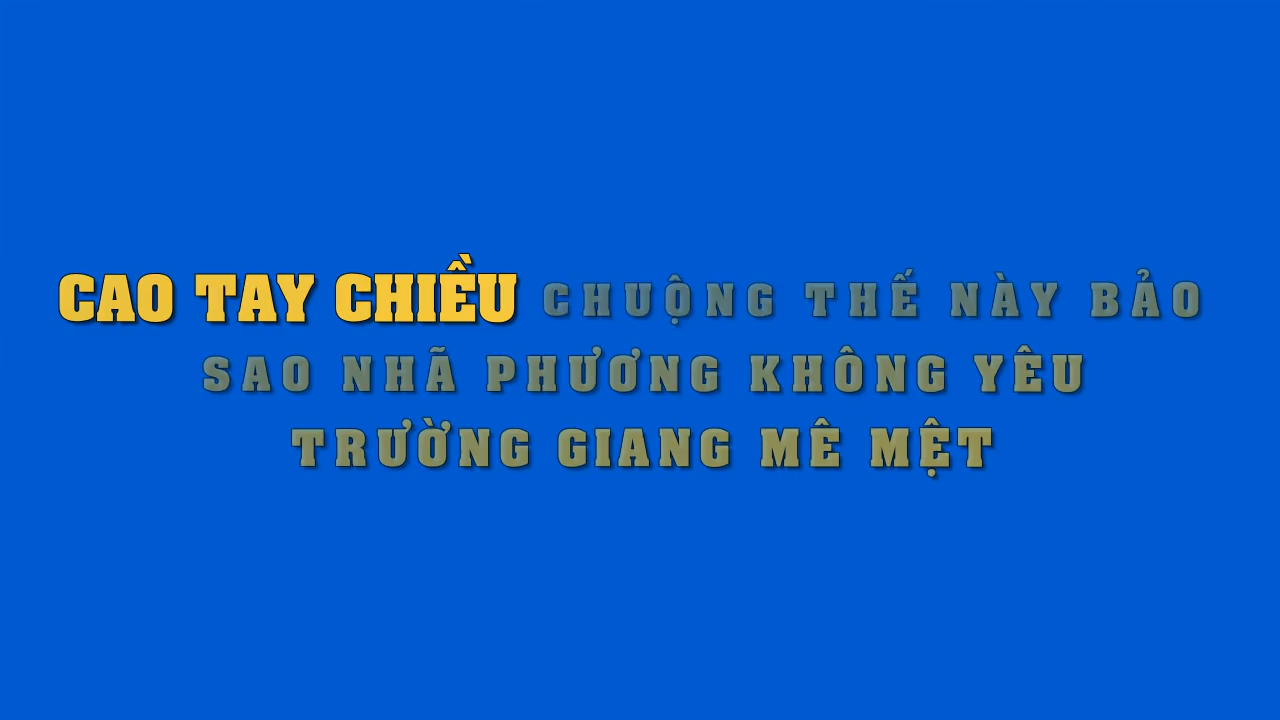 CAO TAY CHIỀU CHUỘNG THẾ NÀY BẢO
SAO NHÃ PHƯƠNG KHÔNG YÊU
TRƯỜNG GIANG MÊ MỆT